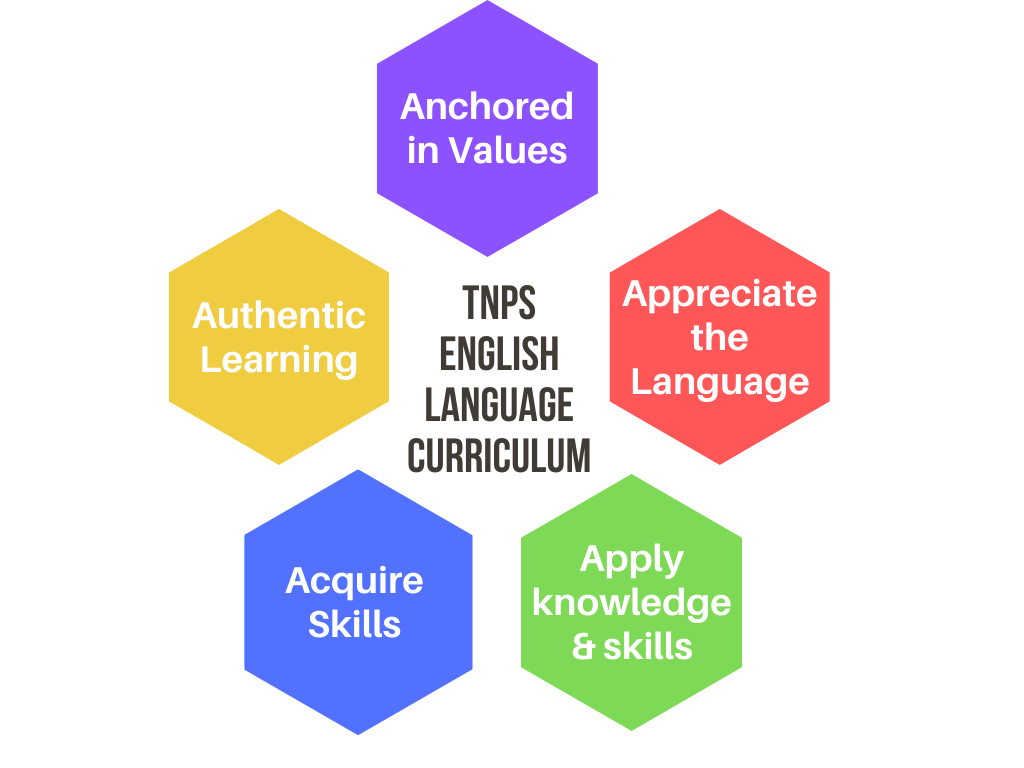 Anchored
in Values
Authentic
Learning
TNPS
ENGLISH
LANGUAGE
CURRICULUM
Appreciate
the
Language
Acquire
Skills
Apply
knowledge
& skills